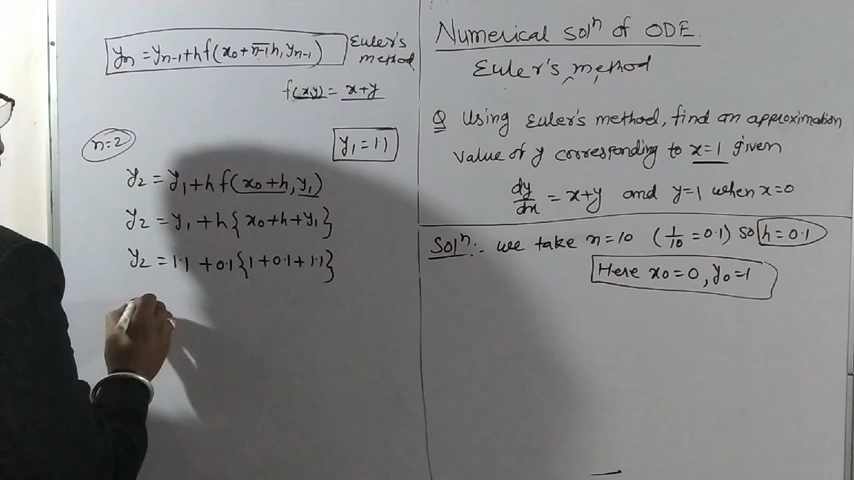 yn = yn-1 + hf(x0 + n-1 h, yn-1) Euler's method
f(x,y) = x+y
n=2
y1 = 1.1
y2 = y1 + h f(x0+h, y1)
y2 = y1 + h{x0+h+y1}
y2 = 1.1 + 0.1{1+0.1+1.1}
Numerical solⁿ of ODE.
Euler's method
Q Using Euler's method, find an approximation
value of y corresponding to x=1 given
dy/dx = x+y and y=1 when x=0
Solⁿ:- we take n=10 (1/10 = 0.1) so h=0.1
Here x0=0, y0=1